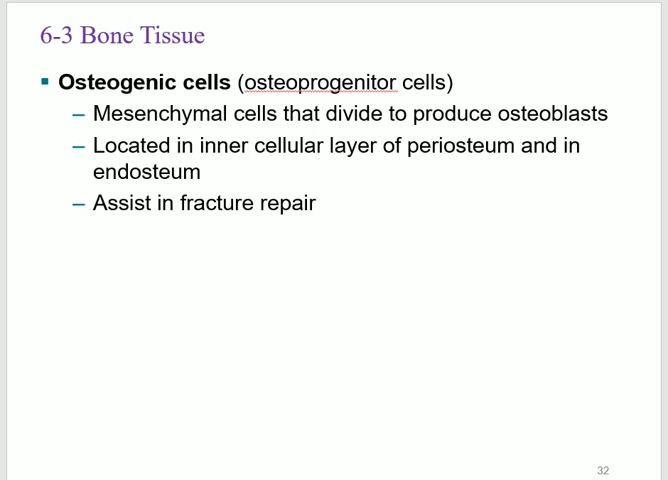 6-3 Bone Tissue
▪ Osteogenic cells (osteoprogenitor cells)
– Mesenchymal cells that divide to produce osteoblasts
– Located in inner cellular layer of periosteum and in
endosteum
– Assist in fracture repair
32